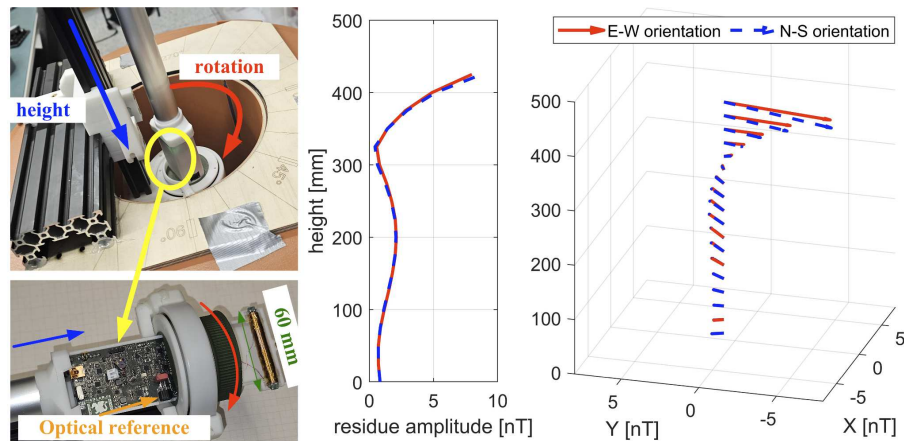 rotation
height
90°
60 mm
Optical reference
500
400
300
200
100
0
height [mm]
0
5
10
residue amplitude [nT]
E-W orientation
N-S orientation
500
400
300
200
100
0
5
0
-5
Y [nT]
5
0
-5
X [nT]